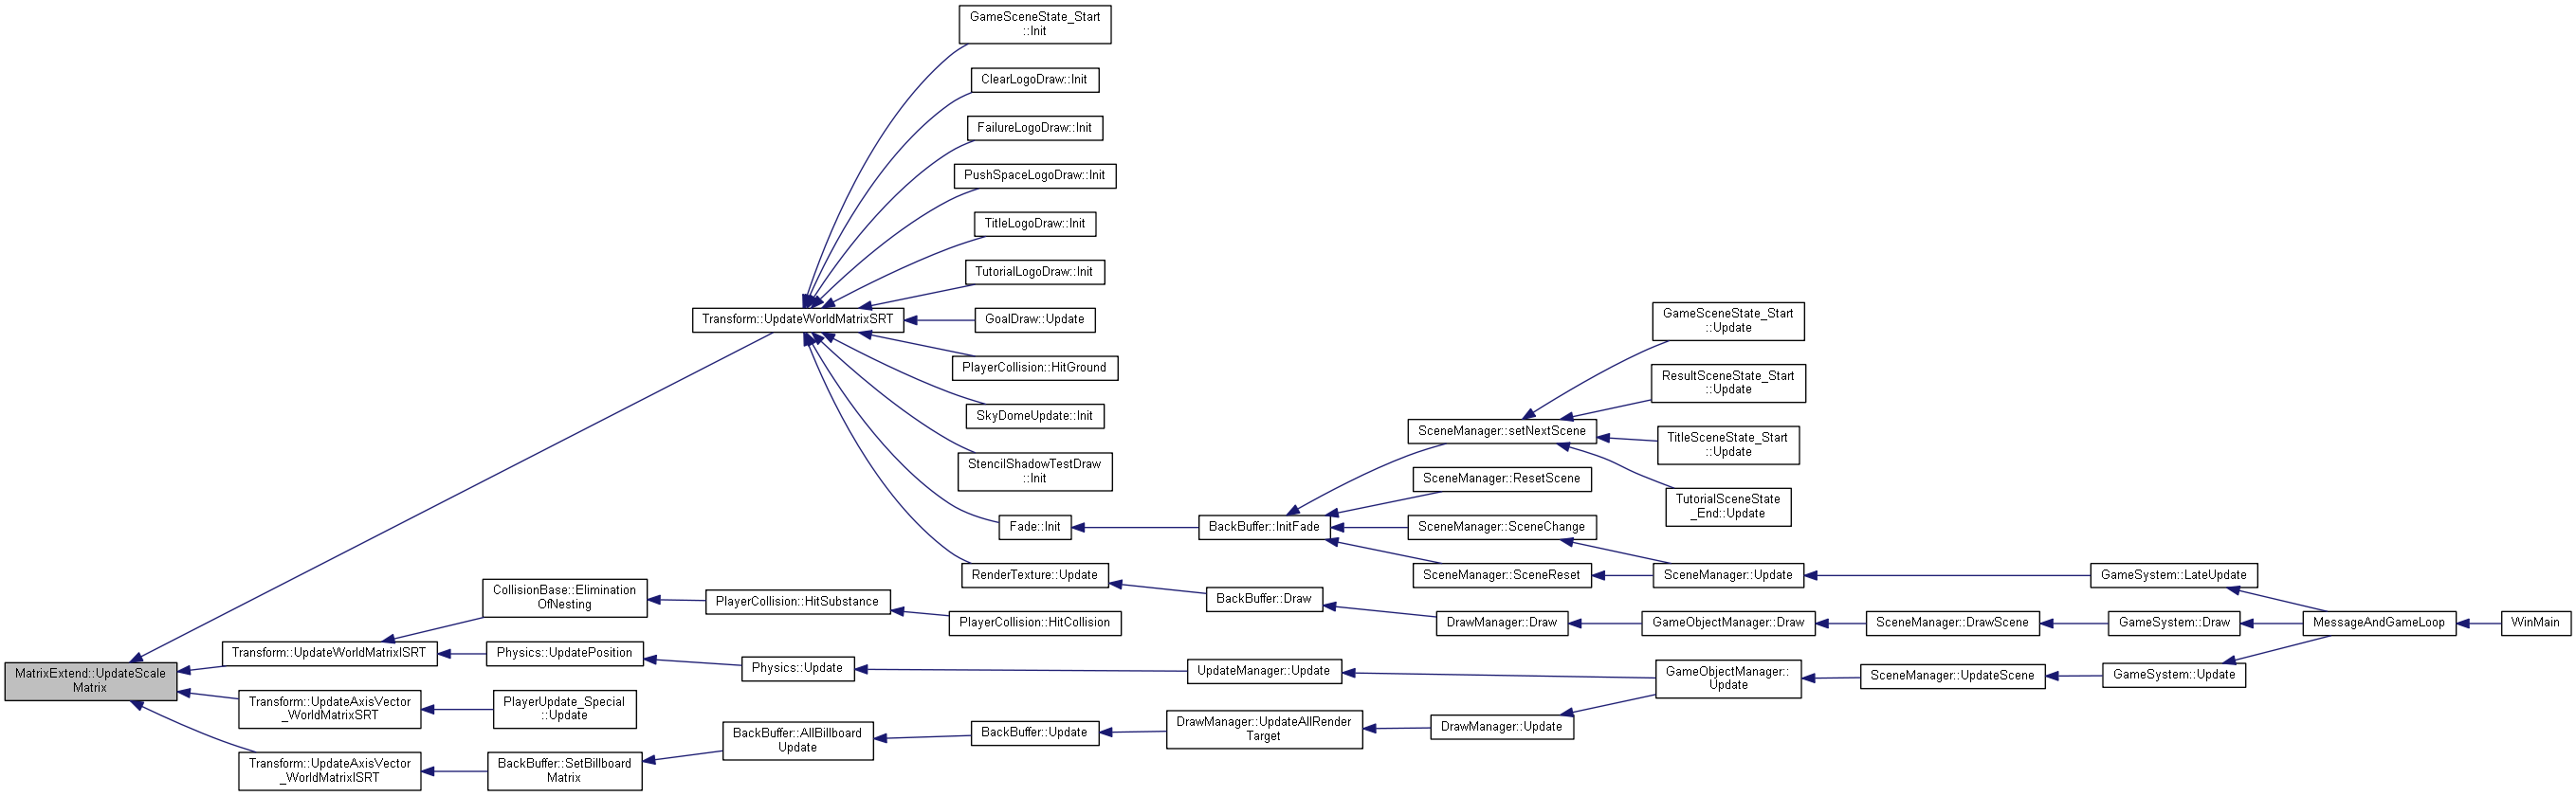 GameSceneState_Start
::Init
ClearLogoDraw::Init
FailureLogoDraw::Init
PushSpaceLogoDraw::Init
TitleLogoDraw::Init
TutorialLogoDraw::Init
Transform::UpdateWorldMatrixSRT
GoalDraw::Update
PlayerCollision::HitGround
SkyDomeUpdate::Init
StencilShadowTestDraw
::Init
Fade::Init
RenderTexture::Update
BackBuffer::InitFade
BackBuffer::Draw
GameSceneState_Start
::Update
ResultSceneState_Start
::Update
SceneManager::setNextScene
TitleSceneState_Start
::Update
SceneManager::ResetScene
TutorialSceneState
_End::Update
SceneManager::SceneChange
SceneManager::SceneReset
SceneManager::Update
GameSystem::LateUpdate
DrawManager::Draw
GameObjectManager::Draw
SceneManager::DrawScene
GameSystem::Draw
MessageAndGameLoop
WinMain
CollisionBase::Elimination
OfNesting
PlayerCollision::HitSubstance
PlayerCollision::HitCollision
Transform::UpdateWorldMatrixISRT
Physics::UpdatePosition
Physics::Update
UpdateManager::Update
GameObjectManager::
Update
SceneManager::UpdateScene
GameSystem::Update
MatrixExtend::UpdateScale
Matrix
Transform::UpdateAxisVector
_WorldMatrixSRT
PlayerUpdate_Special
::Update
BackBuffer::AllBillboard
Update
BackBuffer::Update
DrawManager::UpdateAllRender
Target
DrawManager::Update
Transform::UpdateAxisVector
_WorldMatrixISRT
BackBuffer::SetBillboard
Matrix